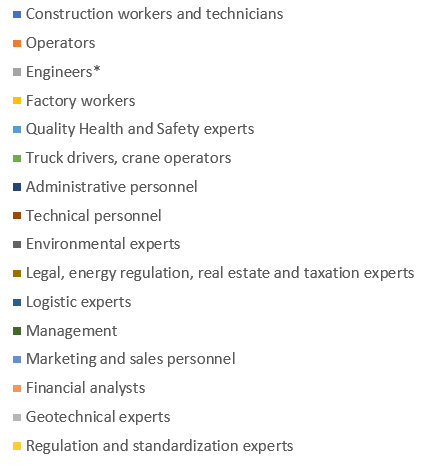 Construction workers and technicians
Operators
Engineers*
Factory workers
Quality Health and Safety experts
Truck drivers, crane operators
Administrative personnel
Technical personnel
Environmental experts
Legal, energy regulation, real estate and taxation experts
Logistic experts
Management
Marketing and sales personnel
Financial analysts
Geotechnical experts
Regulation and standardization experts